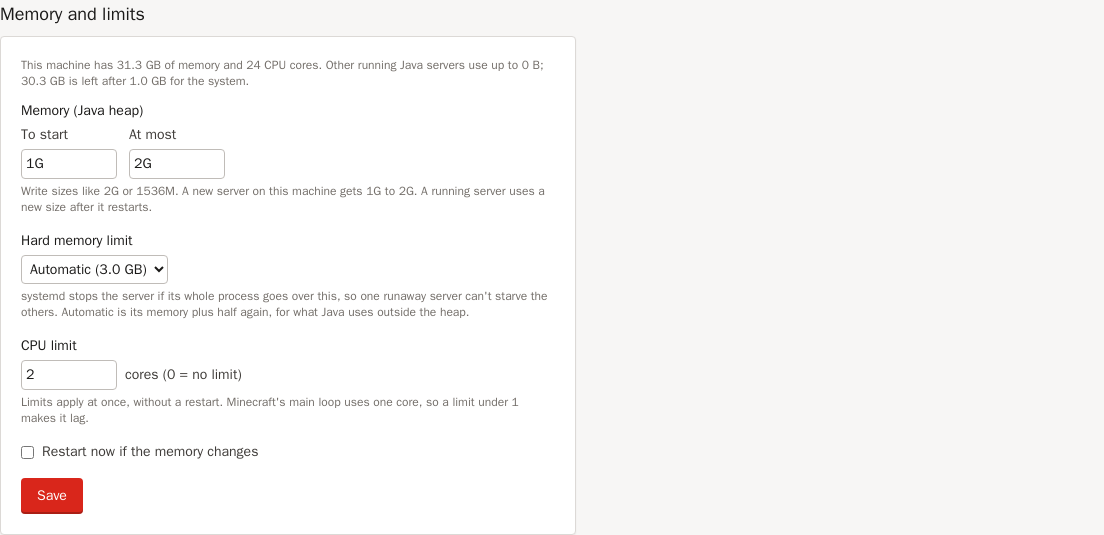 Memory and limits
This machine has 31.3 GB of memory and 24 CPU cores. Other running Java servers use up to 0 B;
30.3 GB is left after 1.0 GB for the system.
Memory (Java heap)
To start At most
1G 2G
Write sizes like 2G or 1536M. A new server on this machine gets 1G to 2G. A running server uses a
new size after it restarts.
Hard memory limit
Automatic (3.0 GB)
systemd stops the server if its whole process goes over this, so one runaway server can't starve the
others. Automatic is its memory plus half again, for what Java uses outside the heap.
CPU limit
2 cores (0 = no limit)
Limits apply at once, without a restart. Minecraft's main loop uses one core, so a limit under 1
makes it lag.
Restart now if the memory changes
Save